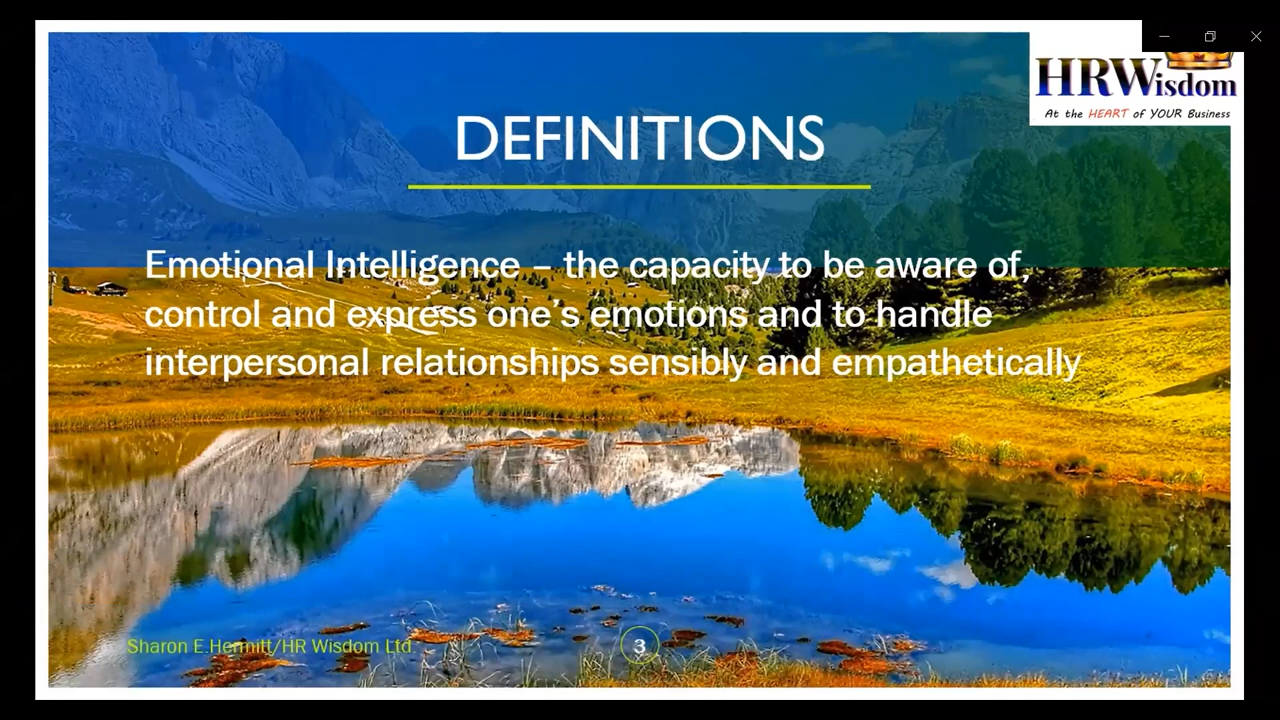 HRWisdom
At the HEART of YOUR Business
DEFINITIONS
Emotional Intelligence – the capacity to be aware of,
control and express one’s emotions and to handle
interpersonal relationships sensibly and empathetically
Sharon E.Hermitt/HR Wisdom Ltd.
3